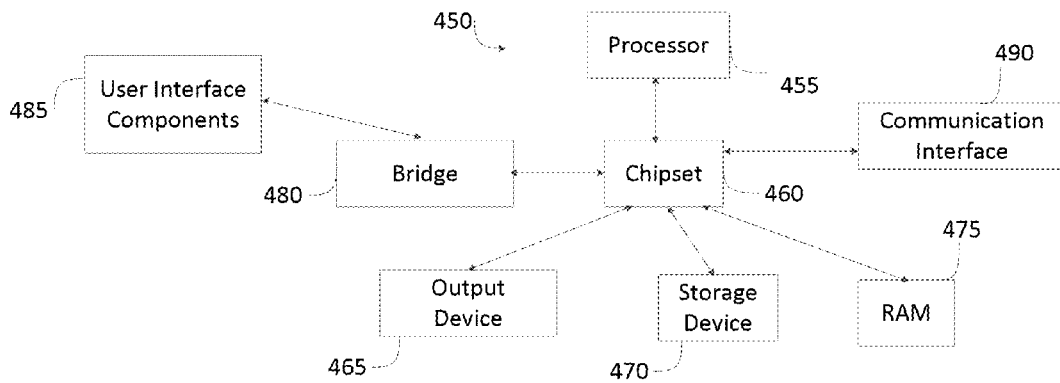 450
Processor
455
490
485
User Interface
Components
Communication
Interface
480
Bridge
Chipset
460
475
Output
Device
Storage
Device
RAM
465
470